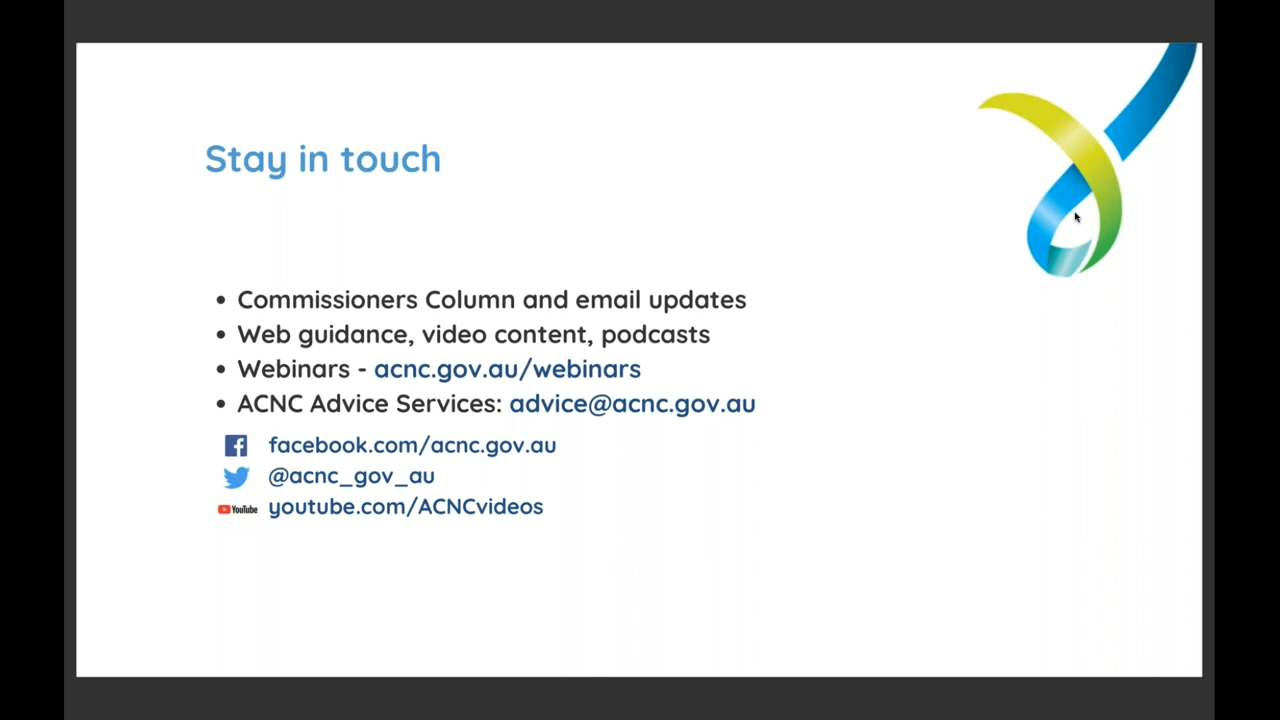 Stay in touch
• Commissioners Column and email updates
• Web guidance, video content, podcasts
• Webinars - acnc.gov.au/webinars
• ACNC Advice Services: advice@acnc.gov.au
facebook.com/acnc.gov.au
@acnc_gov_au
YouTube youtube.com/ACNCvideos